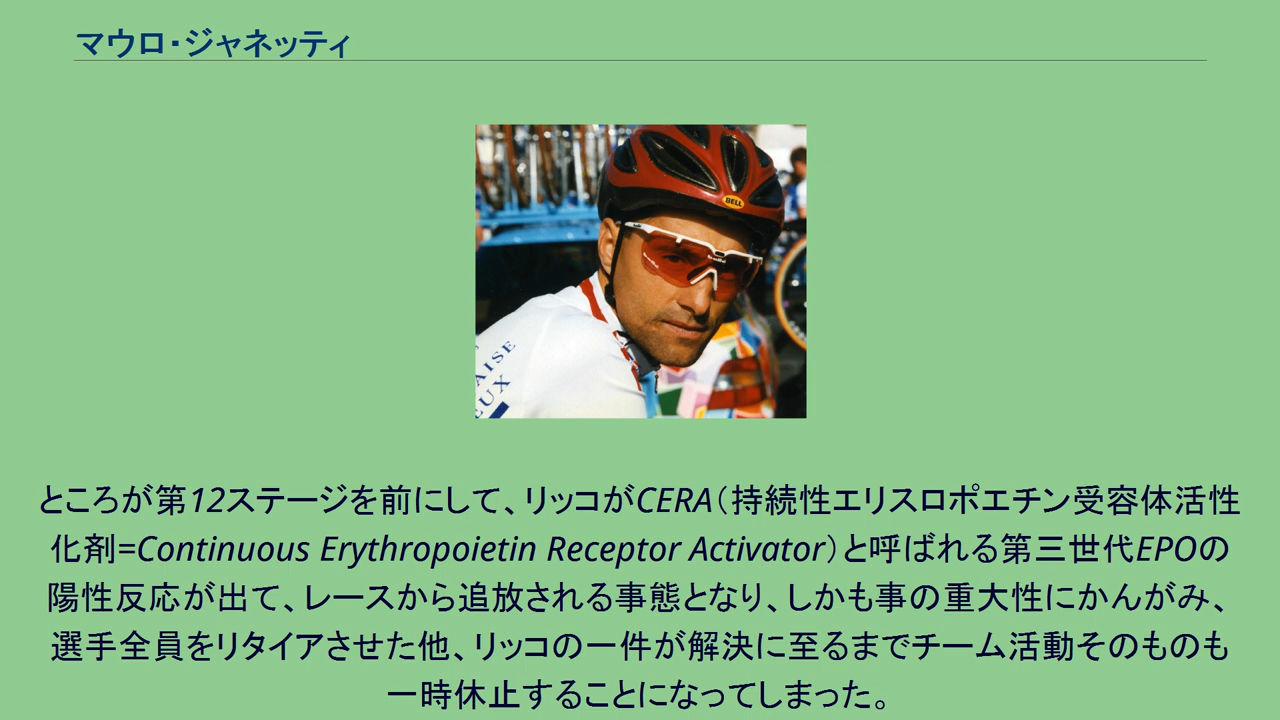 マウロ・ジャネッティ
BELL
AISE
EUX
ところが第12ステージを前にして、リッコがCERA（持続性エリスロポエチン受容体活性
化剤=Continuous Erythropoietin Receptor Activator）と呼ばれる第三世代EPOの
陽性反応が出て、レースから追放される事態となり、しかも事の重大性にかんがみ、
選手全員をリタイアさせた他、リッコの一件が解決に至るまでチーム活動そのものも
一時休止することになってしまった。